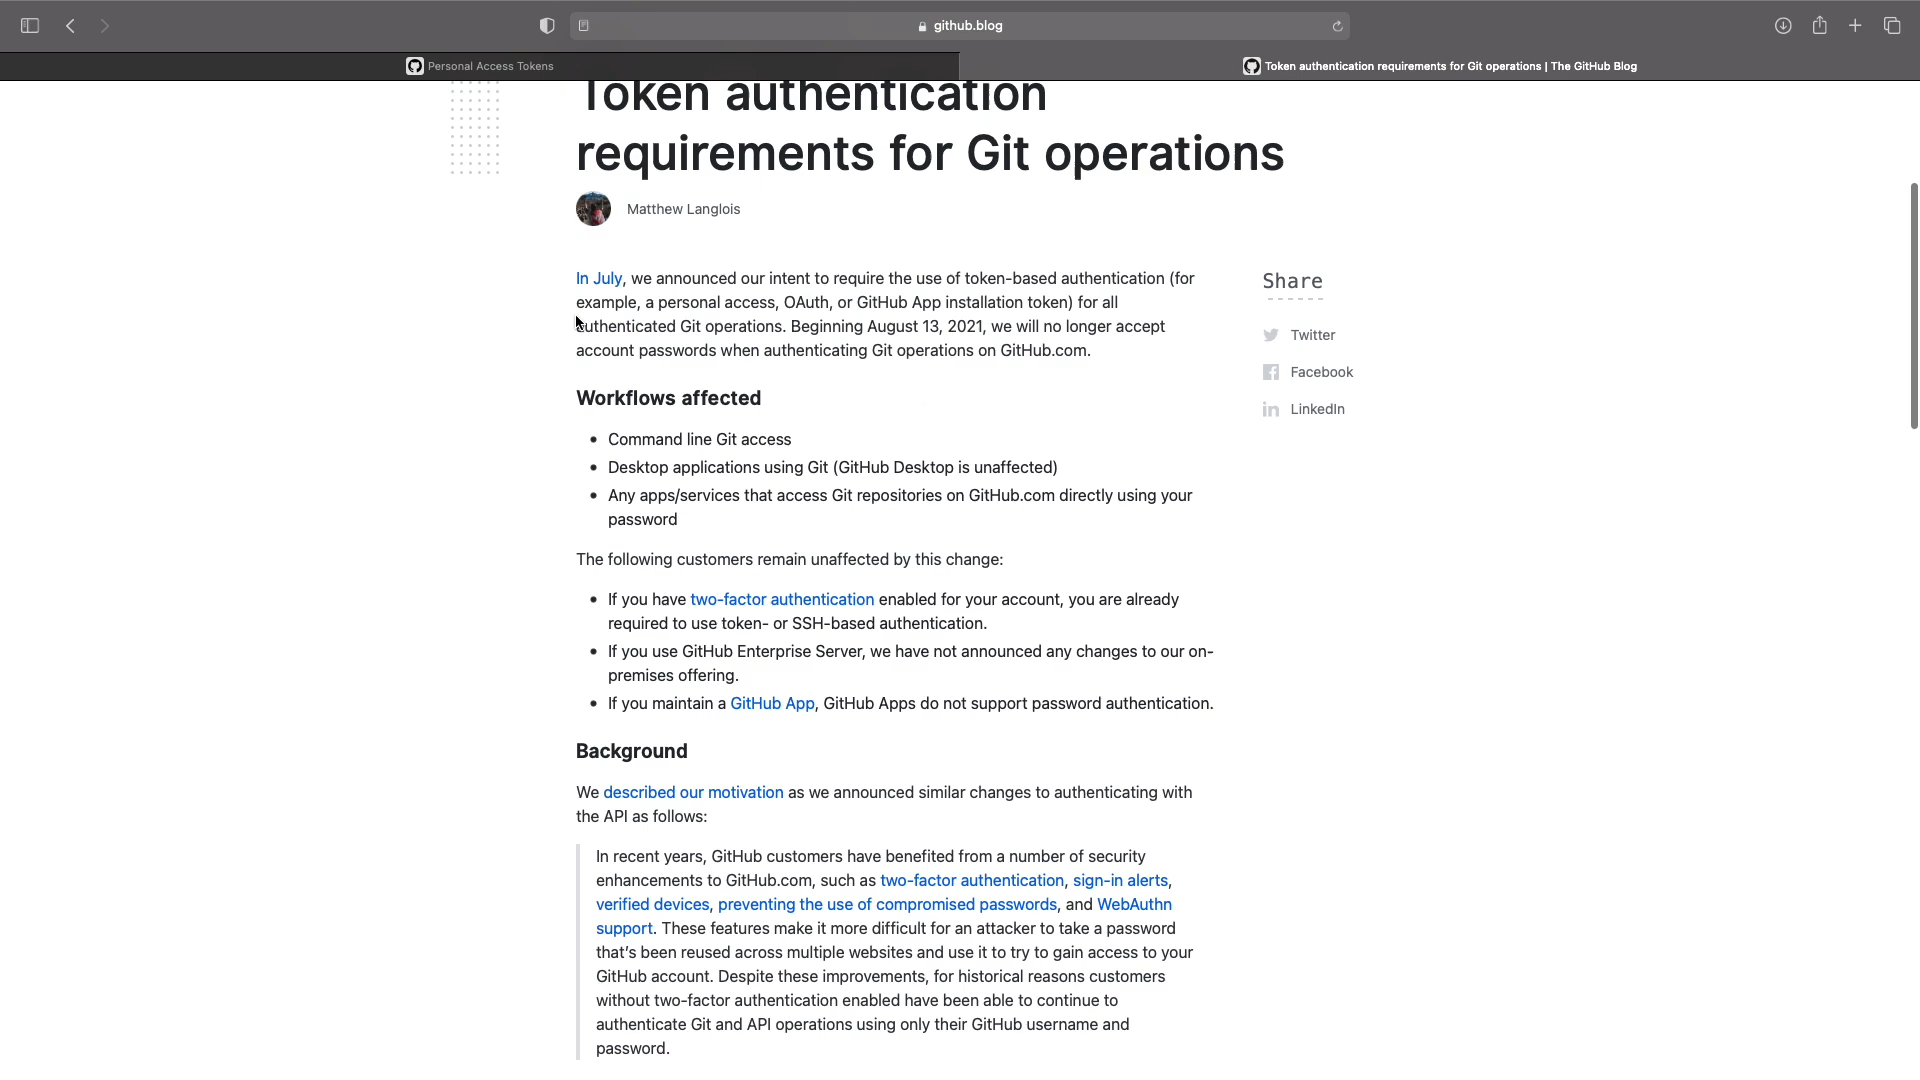 github.blog
Personal Access Tokens
Token authentication requirements for Git operations | The GitHub Blog
Token authentication
requirements for Git operations
Matthew Langlois
In July, we announced our intent to require the use of token-based authentication (for
example, a personal access, OAuth, or GitHub App installation token) for all
authenticated Git operations. Beginning August 13, 2021, we will no longer accept
account passwords when authenticating Git operations on GitHub.com.
Share
Twitter
Facebook
LinkedIn
Workflows affected
• Command line Git access
• Desktop applications using Git (GitHub Desktop is unaffected)
• Any apps/services that access Git repositories on GitHub.com directly using your
password
The following customers remain unaffected by this change:
• If you have two-factor authentication enabled for your account, you are already
required to use token- or SSH-based authentication.
• If you use GitHub Enterprise Server, we have not announced any changes to our on-
premises offering.
• If you maintain a GitHub App, GitHub Apps do not support password authentication.
Background
We described our motivation as we announced similar changes to authenticating with
the API as follows:
In recent years, GitHub customers have benefited from a number of security
enhancements to GitHub.com, such as two-factor authentication, sign-in alerts,
verified devices, preventing the use of compromised passwords, and WebAuthn
support. These features make it more difficult for an attacker to take a password
that’s been reused across multiple websites and use it to try to gain access to your
GitHub account. Despite these improvements, for historical reasons customers
without two-factor authentication enabled have been able to continue to
authenticate Git and API operations using only their GitHub username and
password.